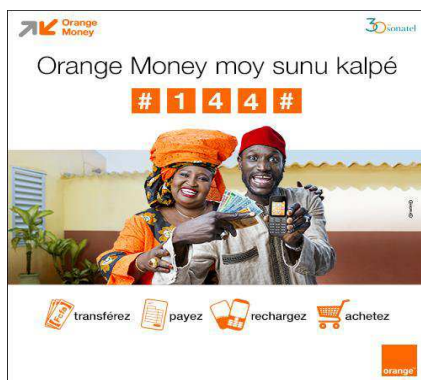 Orange
Money
30
sonatel
Orange Money moy sunu kalpé
#144#
transférez
payez
rechargez
achetez
orange